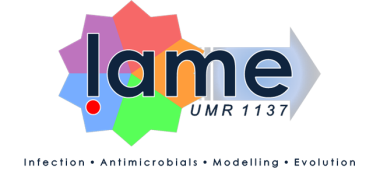 Iame
UMR 1137
Infection • Antimicrobials • Modelling • Evolution